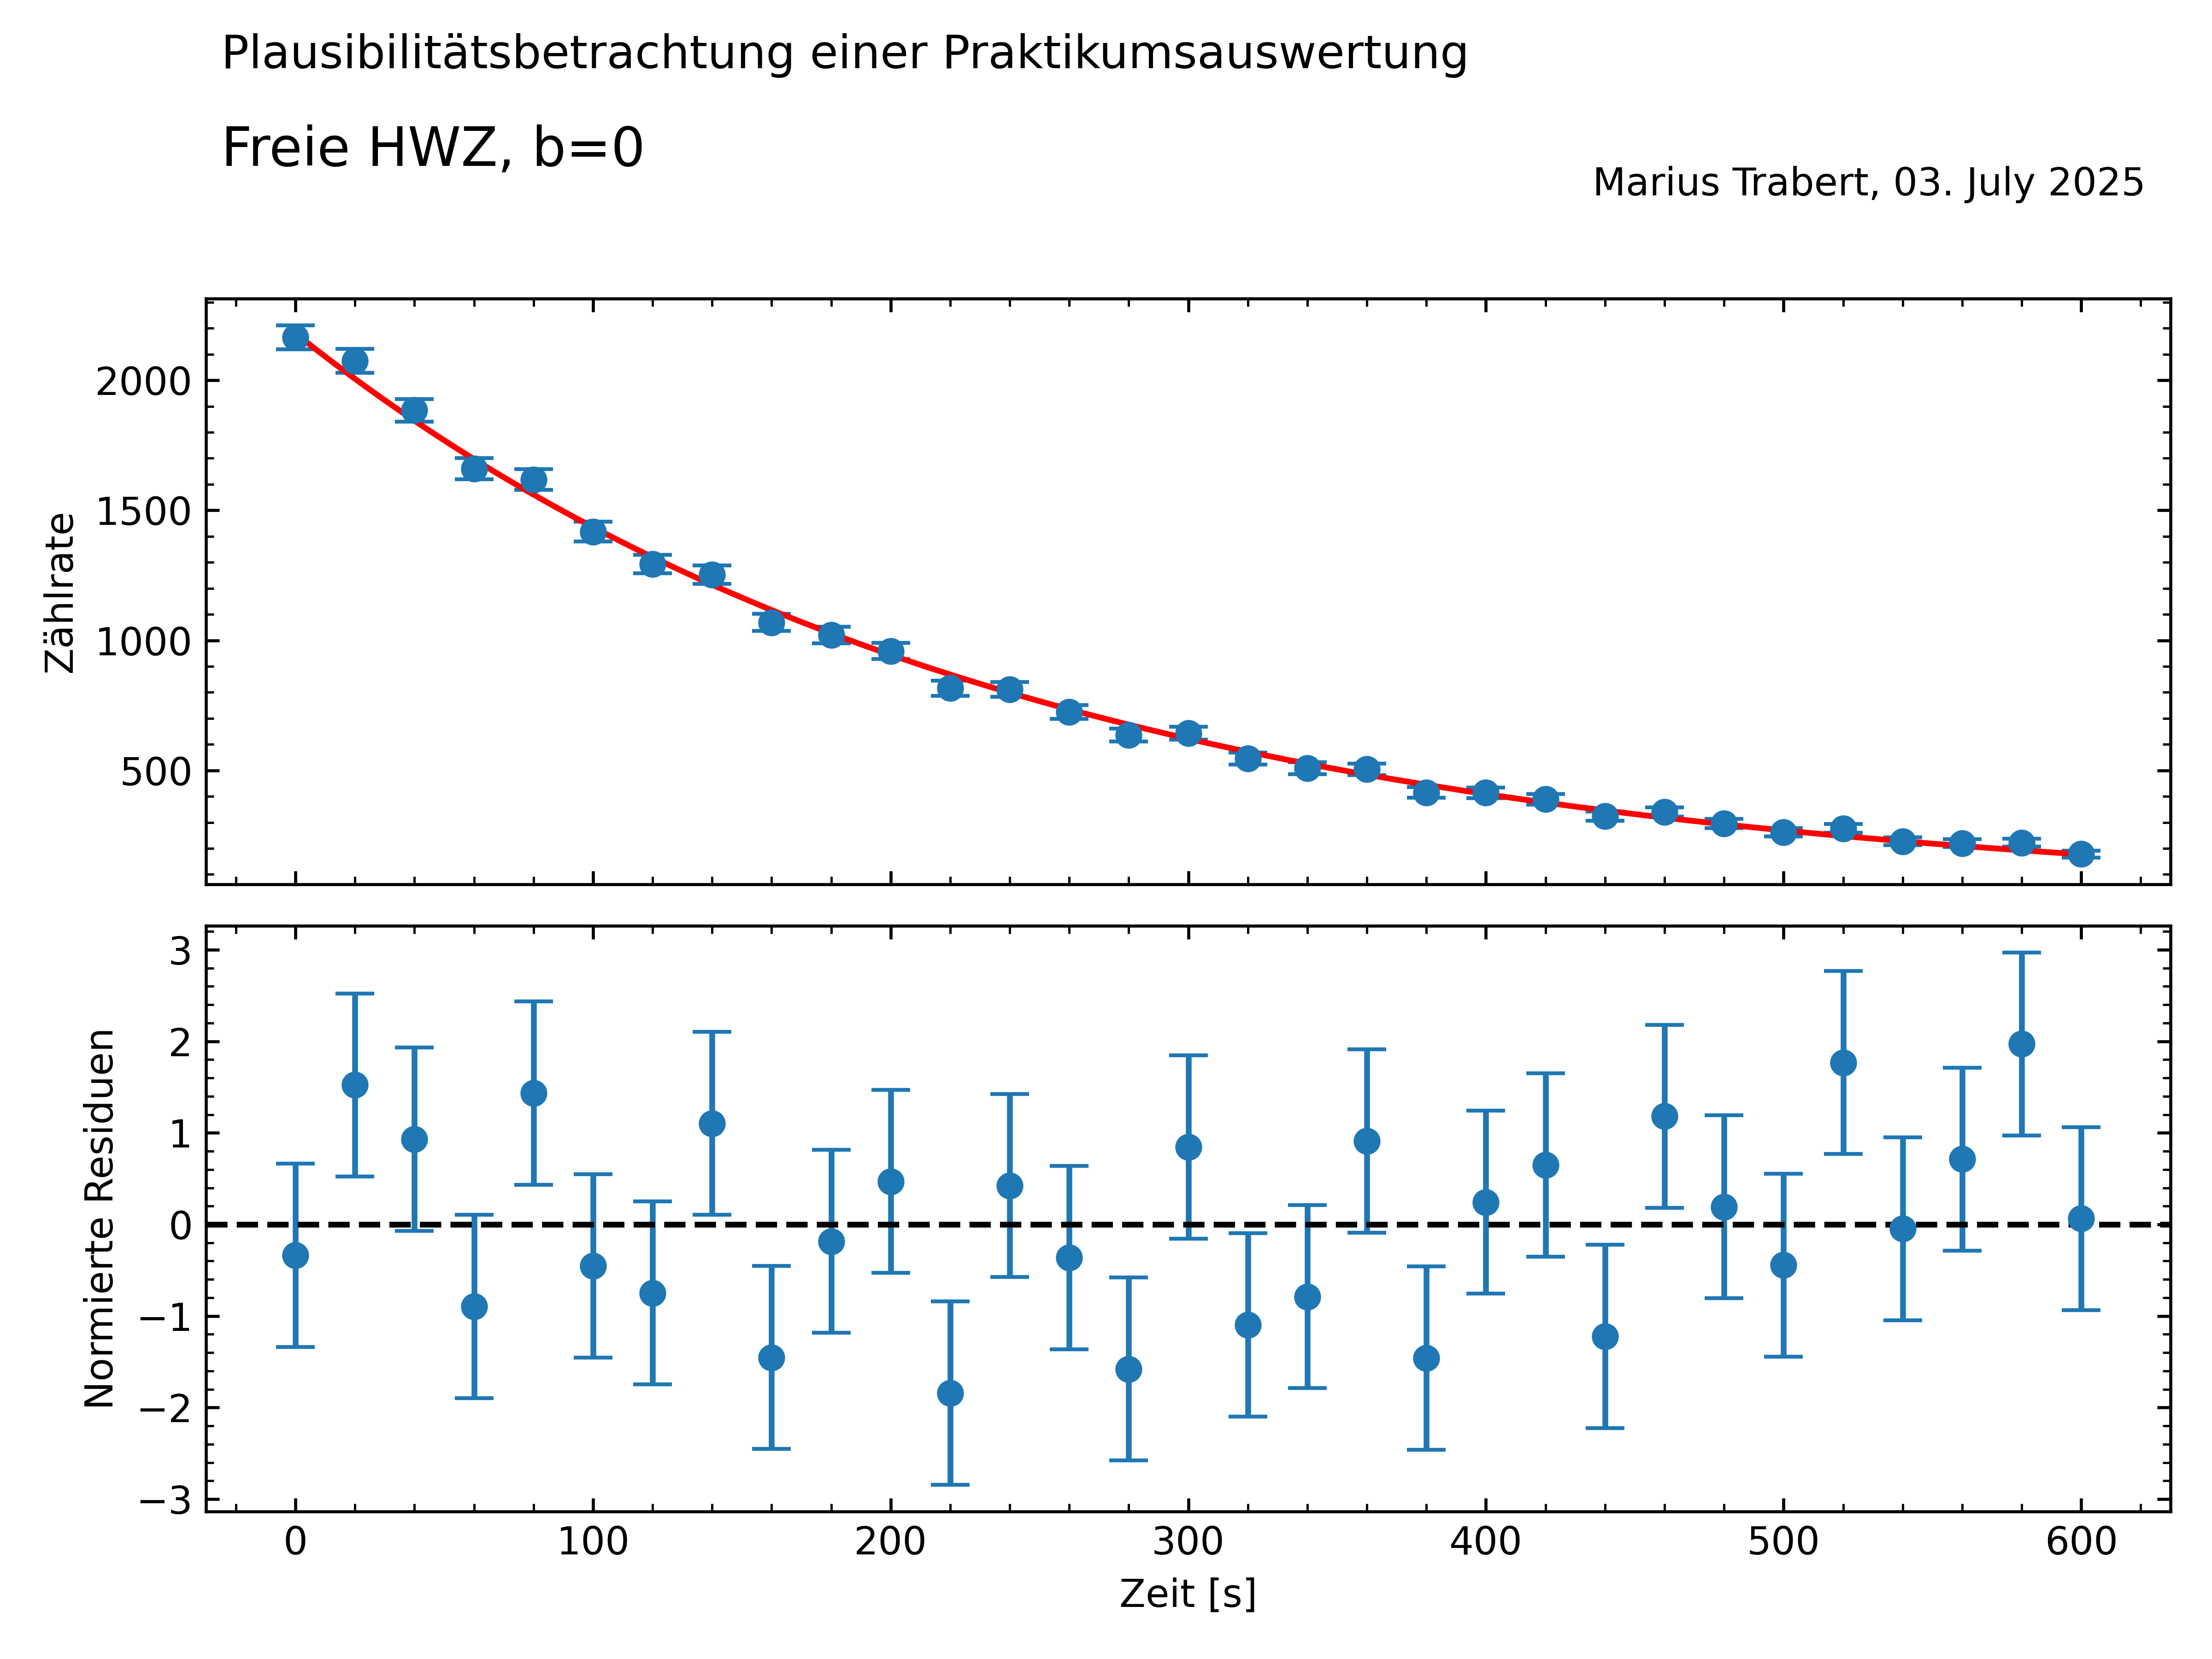 Plausibilitätsbetrachtung einer Praktikumsauswertung
Freie HWZ, b=0
Marius Trabert, 03. July 2025
Zählrate
2000
1500
1000
500
Normierte Residuen
3
2
1
0
−1
−2
−3
0 100 200 300 400 500 600
Zeit [s]